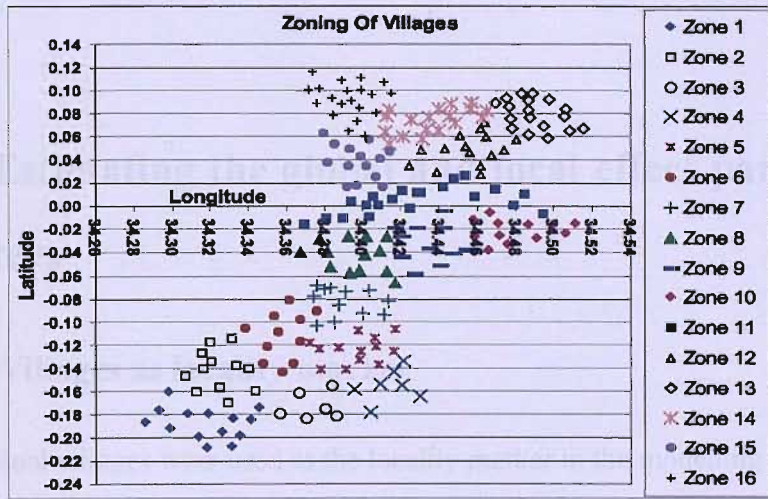 Zoning Of Villages
0.14
0.12
0.10
0.08
0.06
0.04
0.02
0.00
-0.02
-0.04
-0.06
-0.08
-0.10
-0.12
-0.14
-0.16
-0.18
-0.20
-0.22
-0.24
Latitude
Longitude
34.26
34.28
34.30
34.32
34.34
34.36
34.38
34.40
34.42
34.44
34.46
34.48
34.50
34.52
34.54
Zone 1
Zone 2
Zone 3
Zone 4
Zone 5
Zone 6
Zone 7
Zone 8
Zone 9
Zone 10
Zone 11
Zone 12
Zone 13
Zone 14
Zone 15
Zone 16